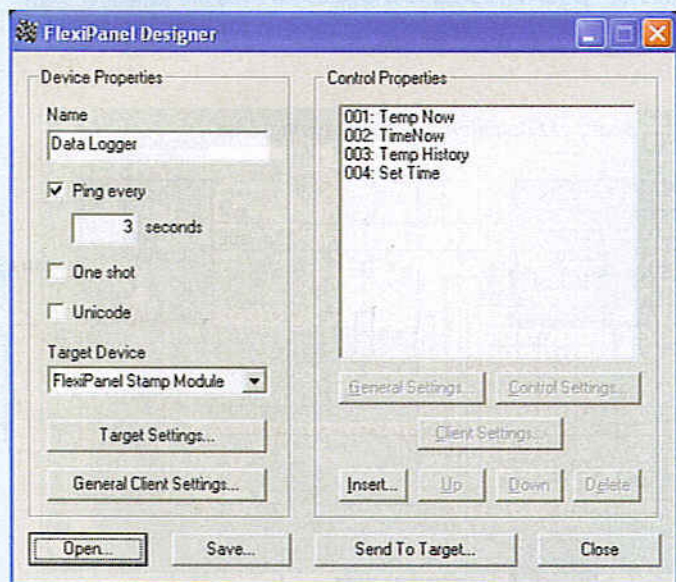 FlexiPanel Designer
Device Properties
Name
Data Logger
Ping every
3 seconds
One shot
Unicode
Target Device
FlexiPanel Stamp Module
Target Settings...
General Client Settings...
Control Properties
001: Temp Now
002: TimeNow
003: Temp History
004: Set Time
General Settings... Control Settings...
Client Settings...
Insert... Up Down Delete
Open... Save... Send To Target... Close